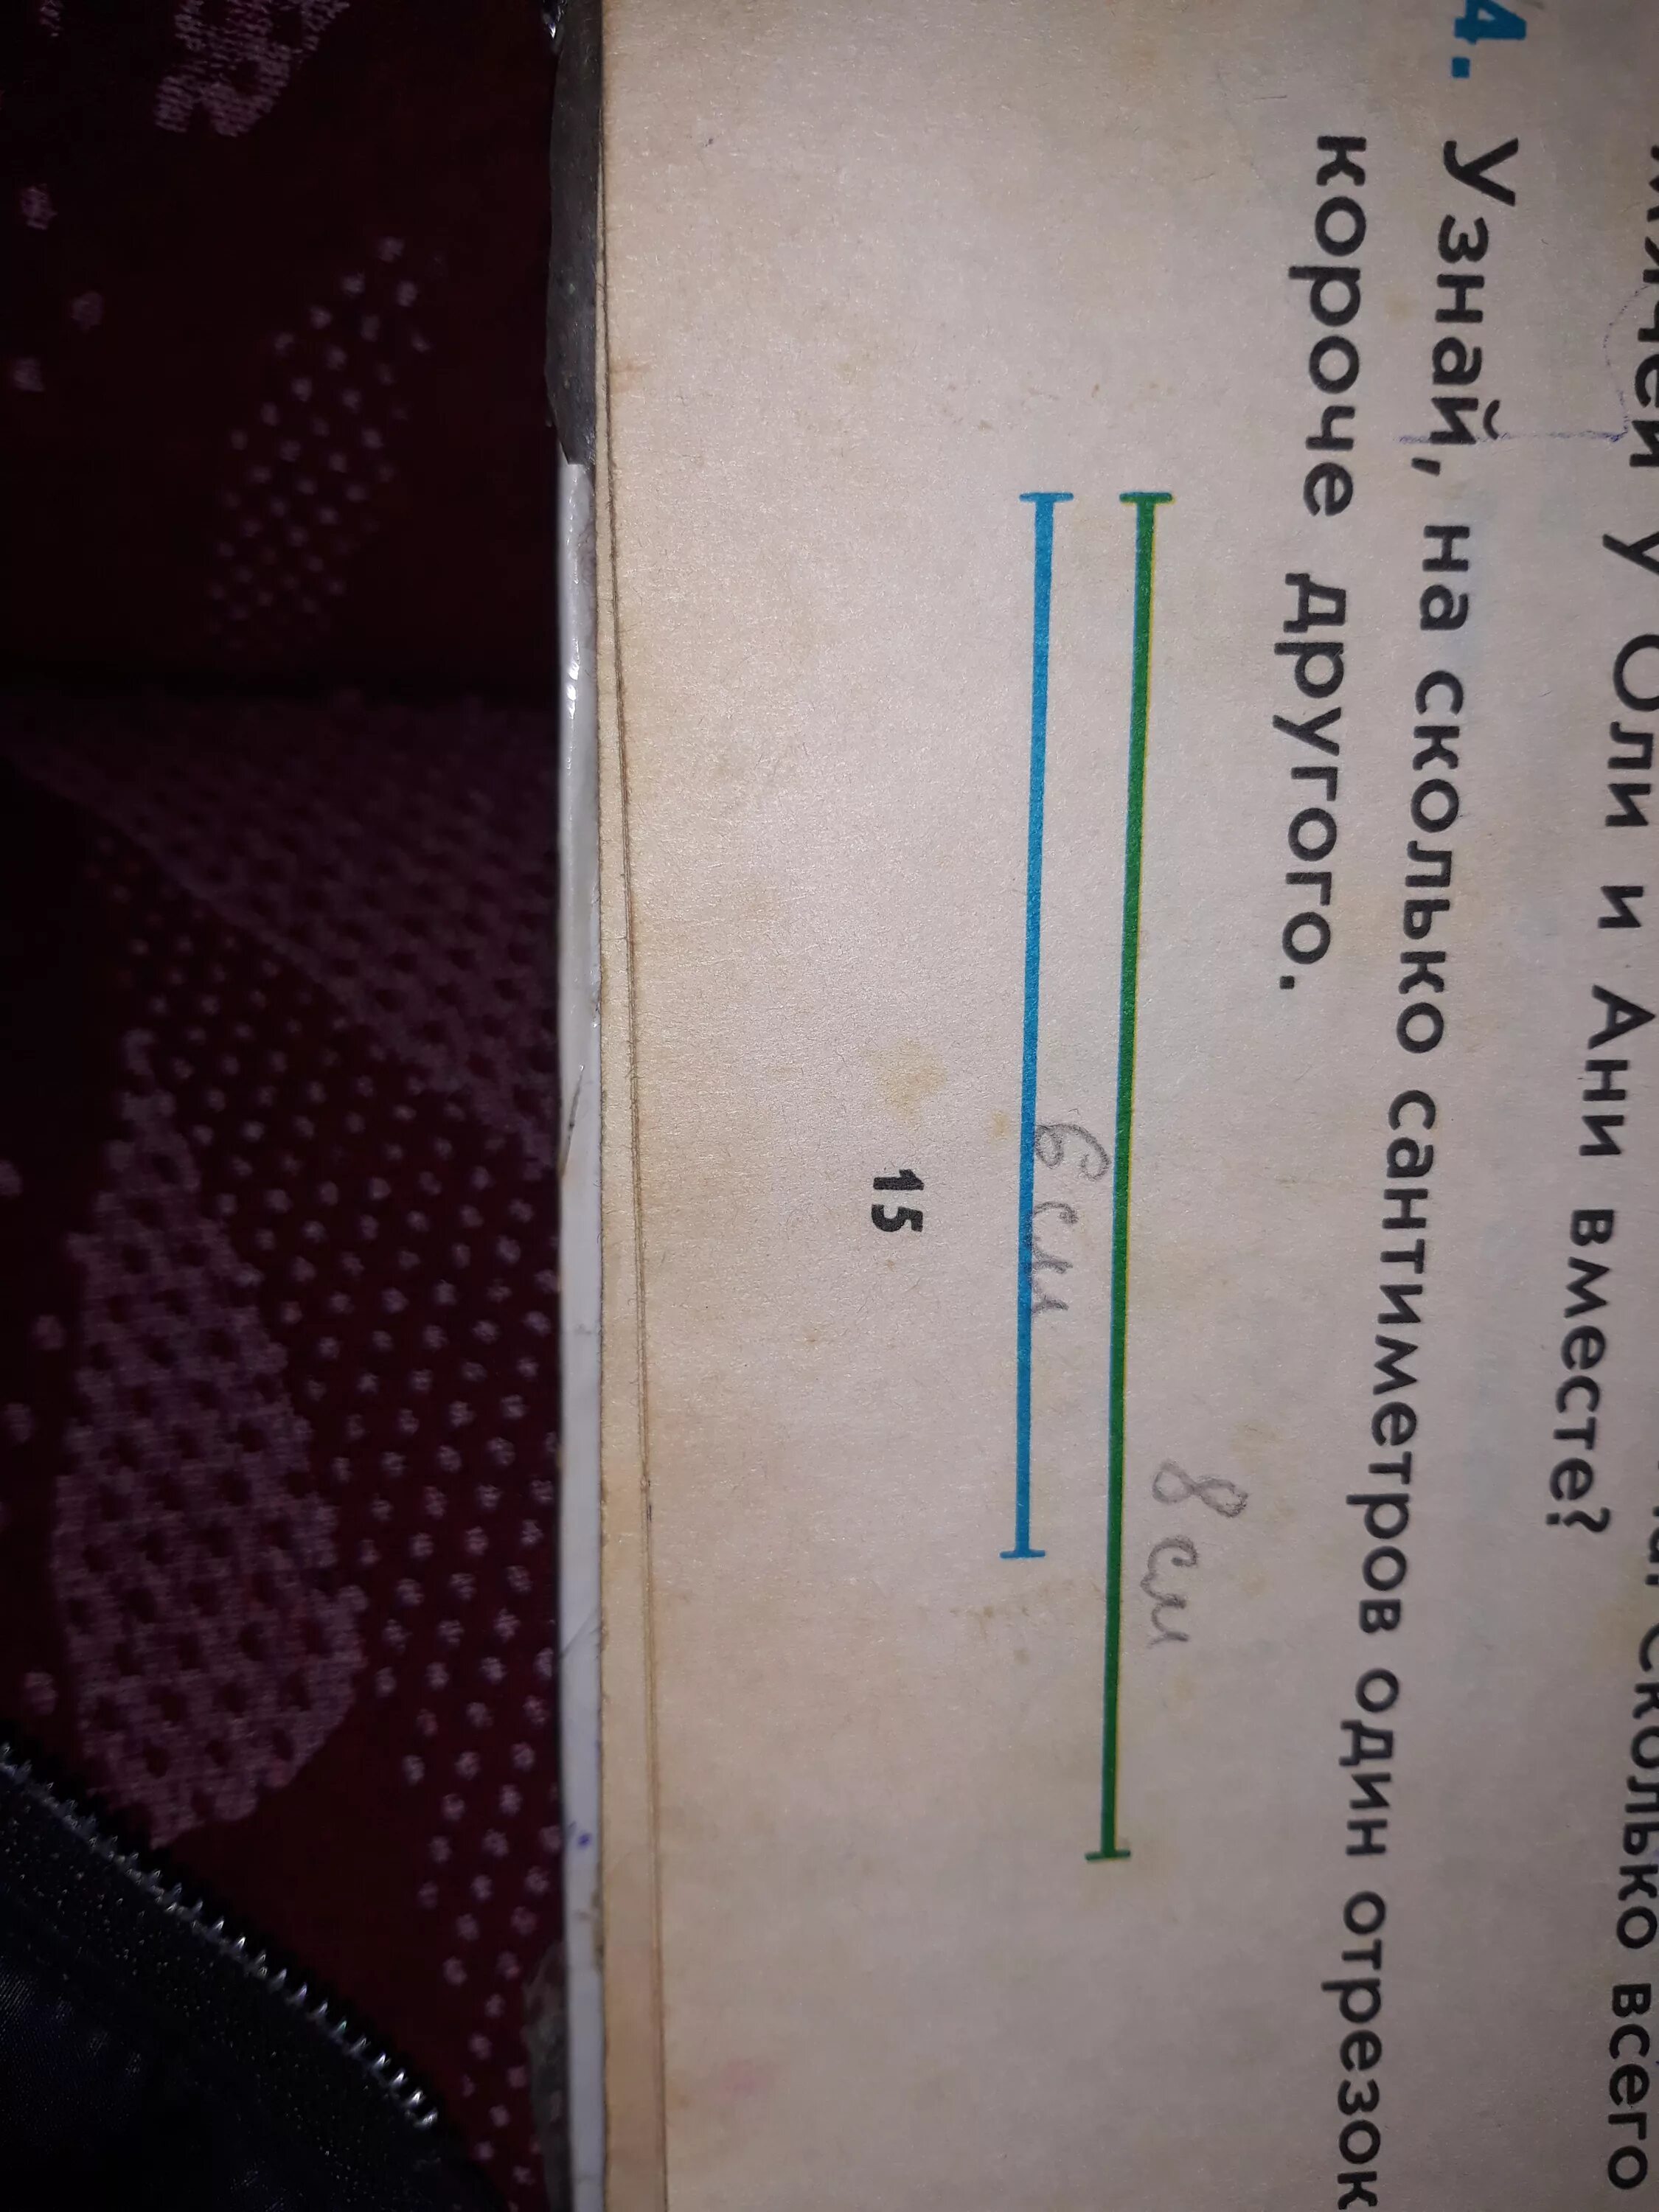 у Оли и Ани вместе?
4. Узнай, на сколько сантиметров один отрезок
короче другого.
8 см
6 см
15